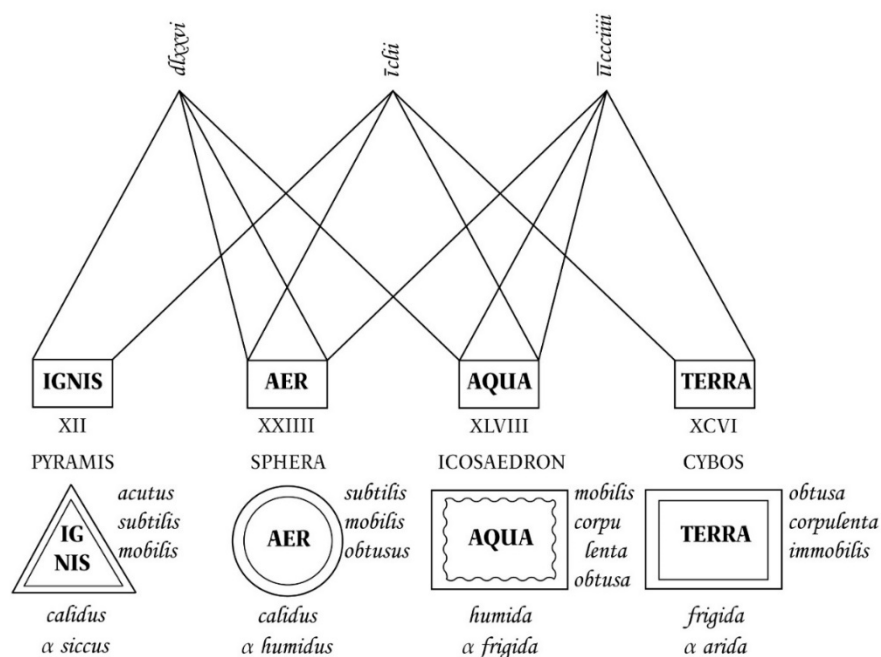 dlxxvi
īclii
īīccciiii
IGNIS
AER
AQUA
TERRA
XII
XXIIII
XLVIII
XCVI
PYRAMIS
SPHERA
ICOSAEDRON
CYBOS
IG
NIS
acutus
subtilis
mobilis
calidus
α siccus
AER
subtilis
mobilis
obtusus
calidus
α humidus
AQUA
mobilis
corpu
lenta
obtusa
humida
α frigida
TERRA
obtusa
corpulenta
immobilis
frigida
α arida